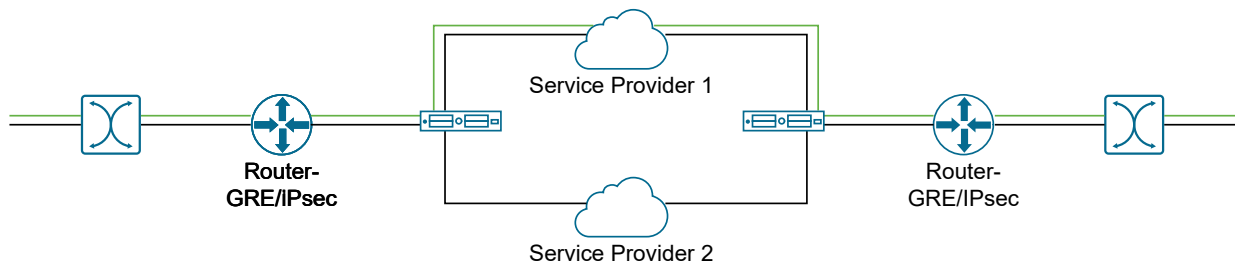 Service Provider 1
Router-
GRE/IPsec
Router-
GRE/IPsec
Service Provider 2